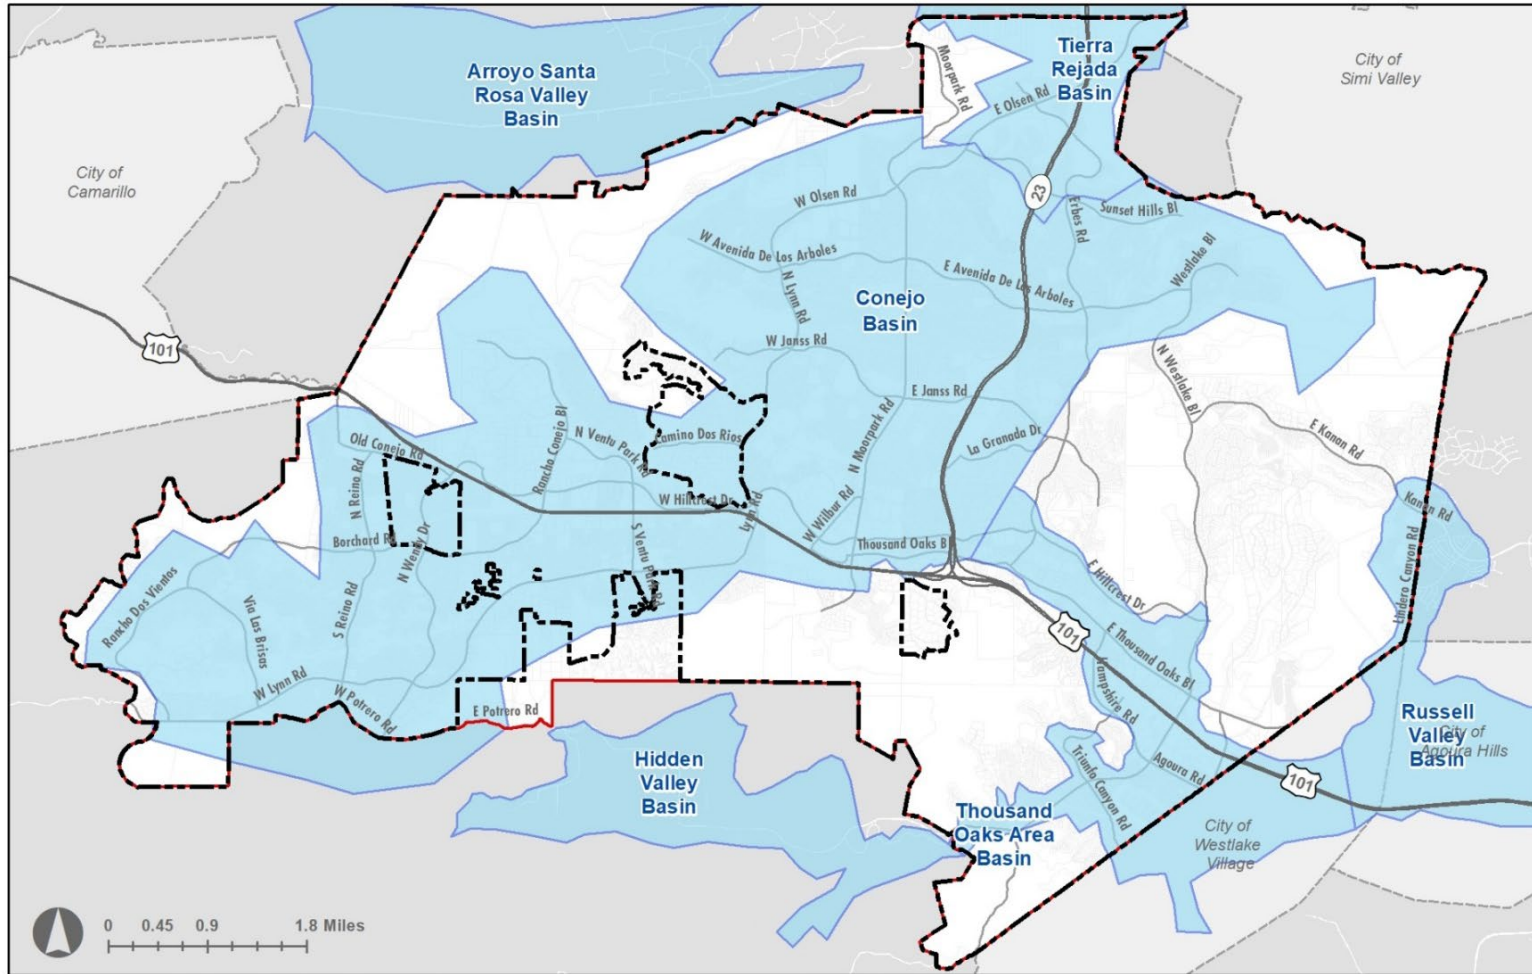 Arroyo Santa
Rosa Valley
Basin
Tierra
Rejada
Basin
City of
Simi Valley
Moorpark Rd
E Olsen Rd
City of
Camarillo
23
W Olsen Rd
Erbes Rd
Sunset Hills Bl
W Avenida De Los Arboles
E Avenida De Los Arboles
Westlake Bl
N Lynn Rd
Conejo
Basin
101
W Janss Rd
N Westlake Bl
E Janss Rd
E Kanan Rd
Rancho Conejo Bl
N Ventu Park Rd
Camino Dos Rios
N Moorpark Rd
La Granada Dr
Old Conejo Rd
N Reino Rd
W Hillcrest Dr
Lynn Rd
W Wilbur Rd
Kanan Rd
Borchard Rd
N Wendy Dr
S Ventu Park Rd
Thousand Oaks Bl
Lindero Canyon Rd
Rancho Dos Vientos
Via Las Brisas
S Reino Rd
E Hillcrest Dr
101
E Thousand Oaks Bl
W Lynn Rd
W Potrero Rd
E Potrero Rd
Hampshire Rd
Russell
Valley
Basin
City of
Agoura Hills
Hidden
Valley
Basin
Triunfo Canyon Rd
Agoura Rd
101
Thousand
Oaks Area
Basin
City of
Westlake
Village
0 0.45 0.9 1.8 Miles